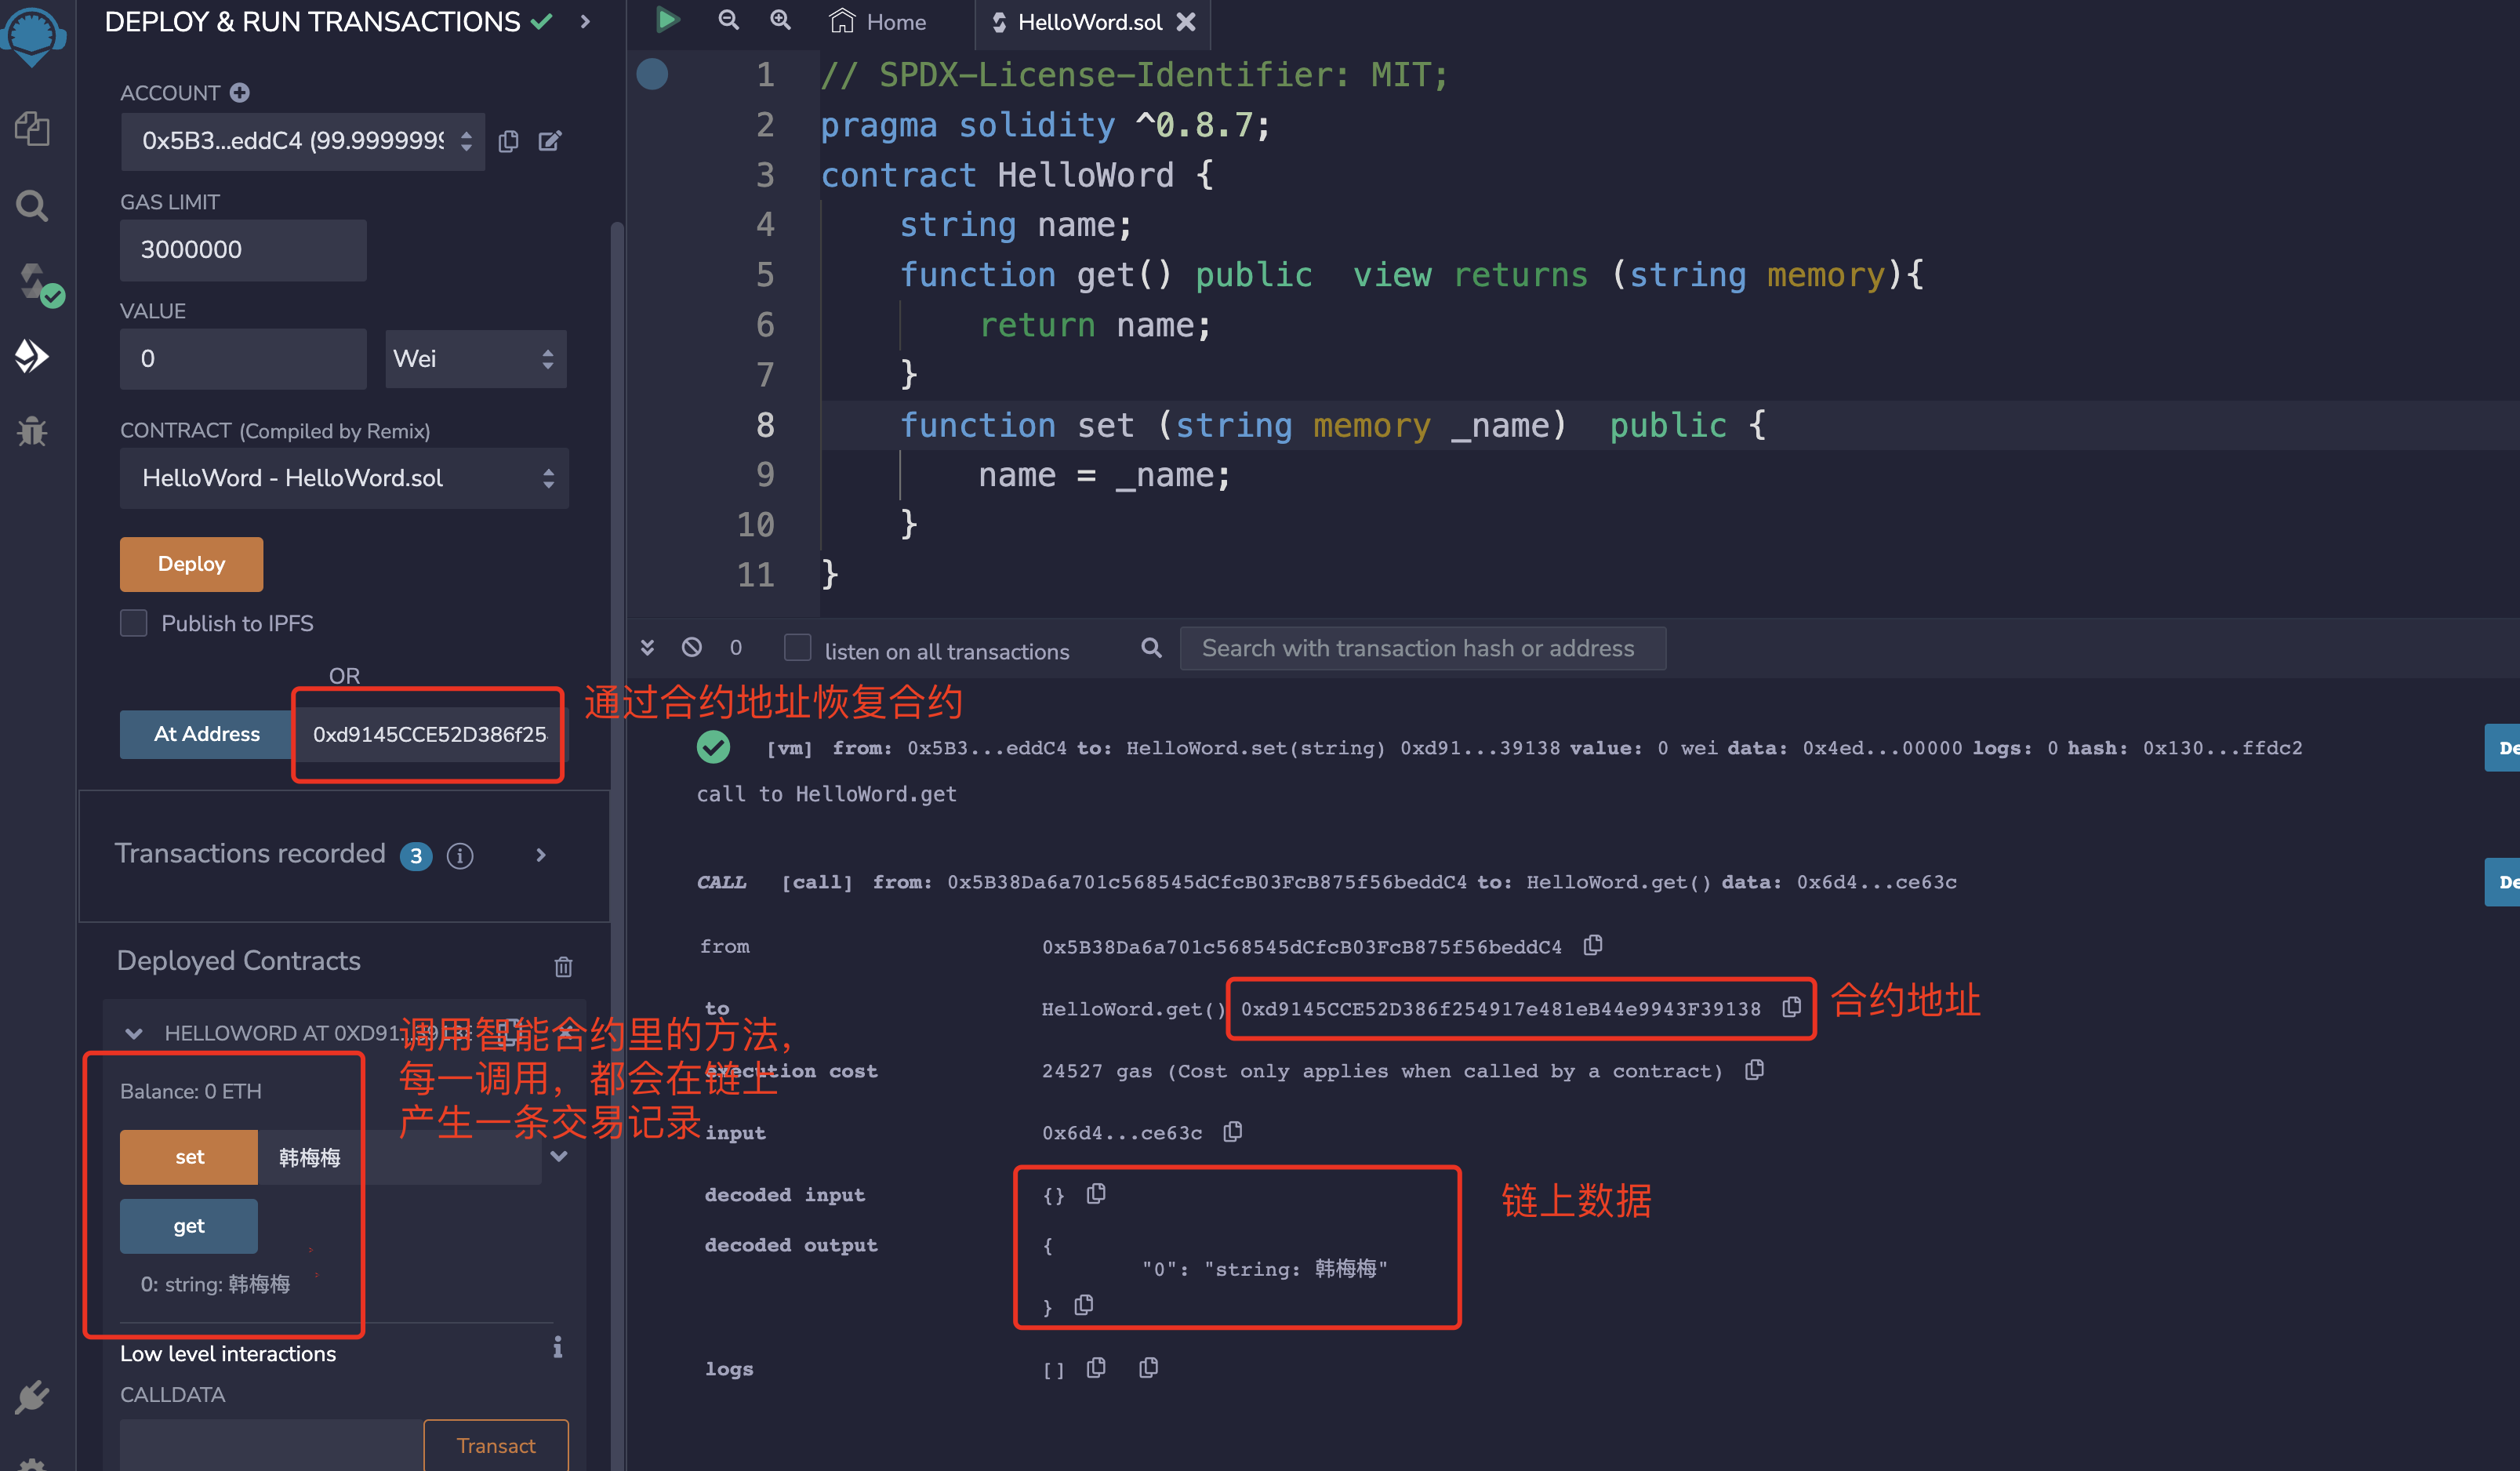 DEPLOY & RUN TRANSACTIONS
ACCOUNT
0x5B3...eddC4 (99.9999999
GAS LIMIT
3000000
VALUE
0
Wei
CONTRACT (Compiled by Remix)
HelloWord - HelloWord.sol
Deploy
Publish to IPFS
OR
At Address
0xd9145CCE52D386f25
Transactions recorded 3
Deployed Contracts
HELLOWORD AT 0XD91...
Balance: 0 ETH
set
韩梅梅
get
0: string: 韩梅梅
Low level interactions
CALLDATA
Transact
通过合约地址恢复合约
调用智能合约里的方法，
每一调用，都会在链上
产生一条交易记录
Home
HelloWord.sol
1 // SPDX-License-Identifier: MIT;
2 pragma solidity ^0.8.7;
3 contract HelloWord {
4 string name;
5 function get() public  view returns (string memory){
6 return name;
7 }
8 function set (string memory _name)  public {
9 name = _name;
10 }
11 }
0
listen on all transactions
Search with transaction hash or address
[vm] from: 0x5B3...eddC4 to: HelloWord.set(string) 0xd91...39138 value: 0 wei data: 0x4ed...00000 logs: 0 hash: 0x130...ffdc2
De
call to HelloWord.get
CALL [call] from: 0x5B38Da6a701c568545dCfcB03FcB875f56beddC4 to: HelloWord.get() data: 0x6d4...ce63c
De
from 0x5B38Da6a701c568545dCfcB03FcB875f56beddC4
to HelloWord.get() 0xd9145CCE52D386f254917e481eB44e9943F39138
合约地址
execution cost 24527 gas (Cost only applies when called by a contract)
input 0x6d4...ce63c
decoded input {}
decoded output {
"0": "string: 韩梅梅"
}
链上数据
logs []